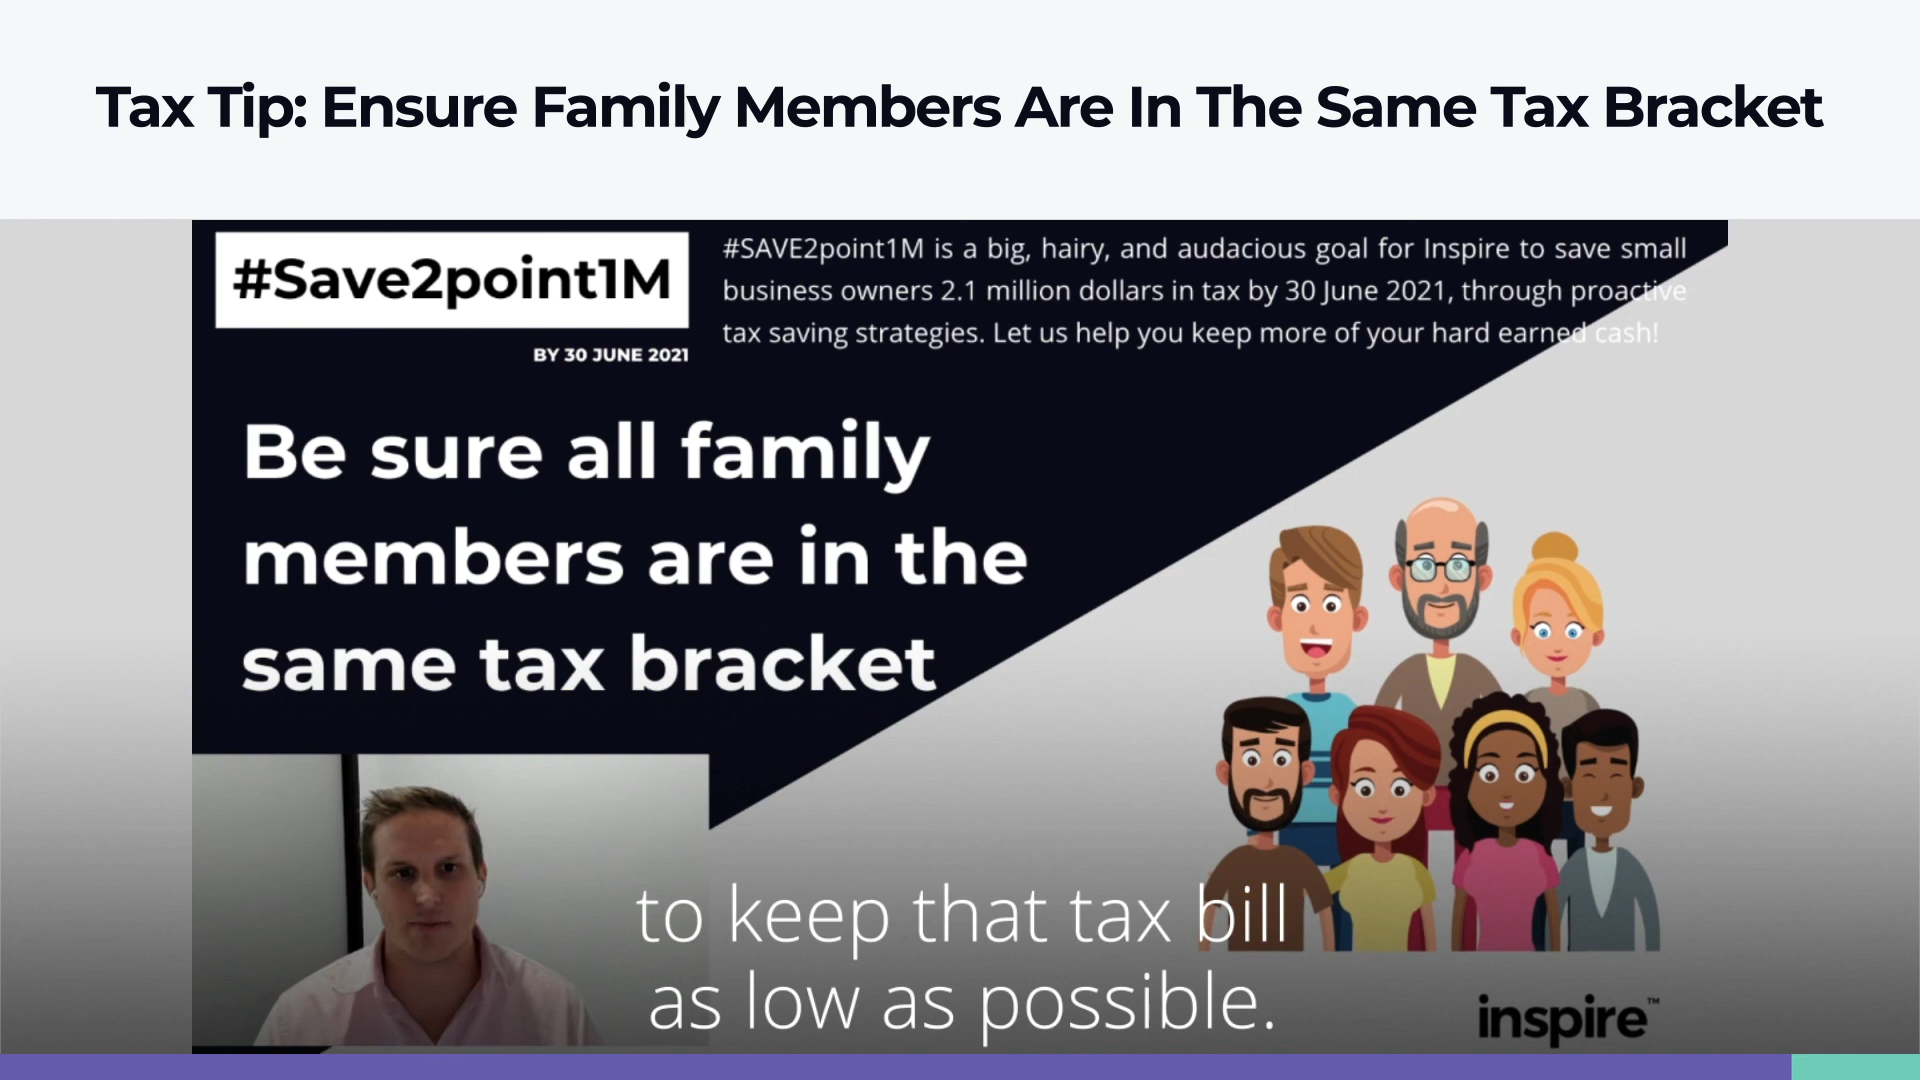 Tax Tip: Ensure Family Members Are In The Same Tax Bracket
#Save2point1M
BY 30 JUNE 2021
#SAVE2point1M is a big, hairy, and audacious goal for Inspire to save small
business owners 2.1 million dollars in tax by 30 June 2021, through proactive
tax saving strategies. Let us help you keep more of your hard earned cash!
Be sure all family
members are in the
same tax bracket
to keep that tax bill
as low as possible.
inspire™